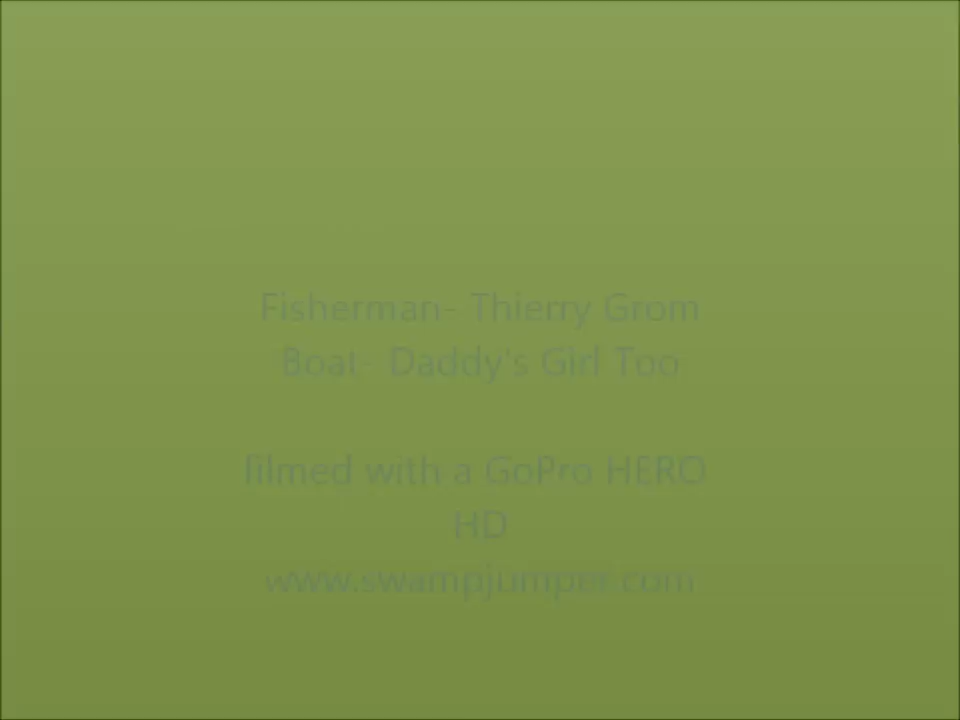 Fisherman- Thierry Grom
Boat- Daddy's Girl Too
filmed with a GoPro HERO
HD
www.swampjumper.com